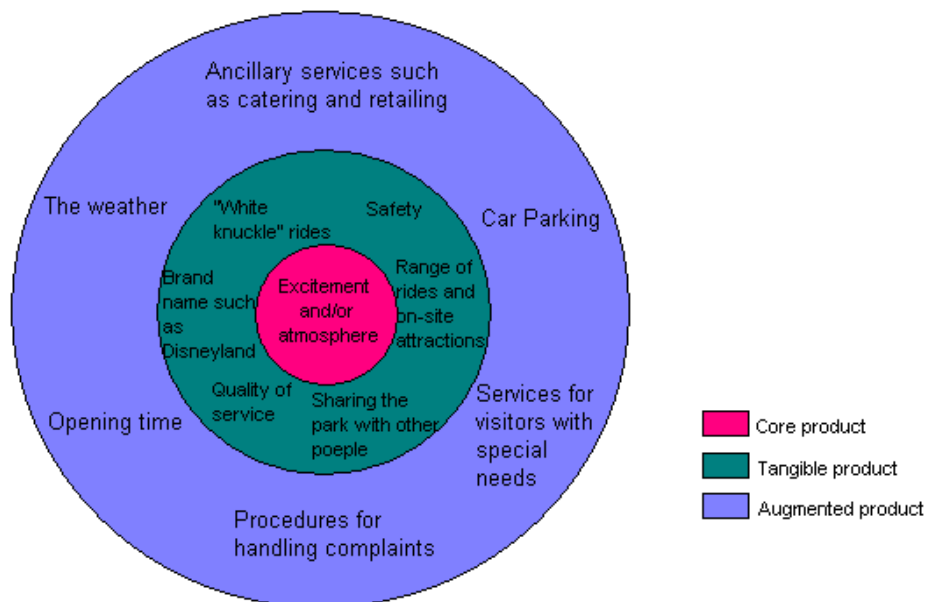 Ancillary services such
as catering and retailing
The weather
"White
knuckle" rides
Safety
Car Parking
Brand
name such
as
Disneyland
Excitement
and/or
atmosphere
Range of
rides and
on-site
attractions
Quality of
service
Sharing the
park with other
poeple
Opening time
Services for
visitors with
special
needs
Procedures for
handling complaints
Core product
Tangible product
Augmented product